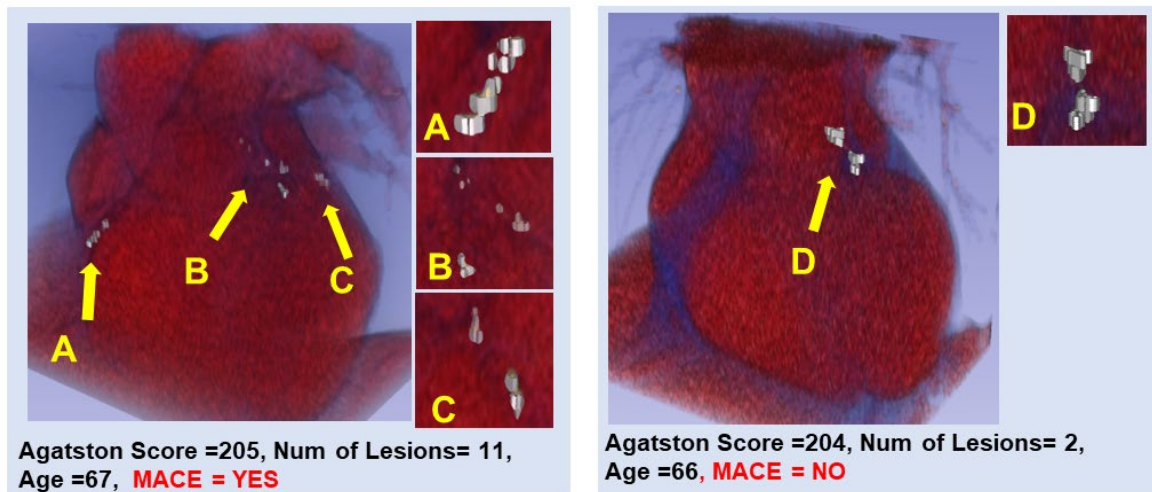 A
B
C
A
B
C
Agatston Score =205, Num of Lesions= 11,
Age =67, MACE = YES
D
D
Agatston Score =204, Num of Lesions= 2,
Age =66, MACE = NO